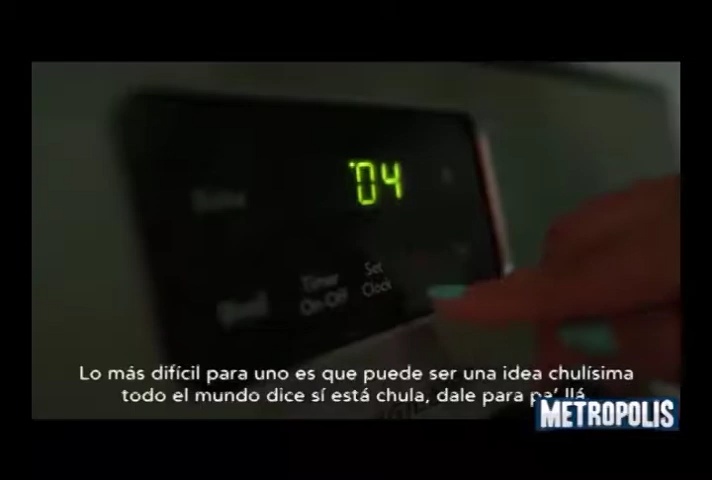 :04
Timer
On-Off
Set
Clock
Lo más difícil para uno es que puede ser una idea chulísima
todo el mundo dice sí está chula, dale para pa' llá.
METROPOLIS